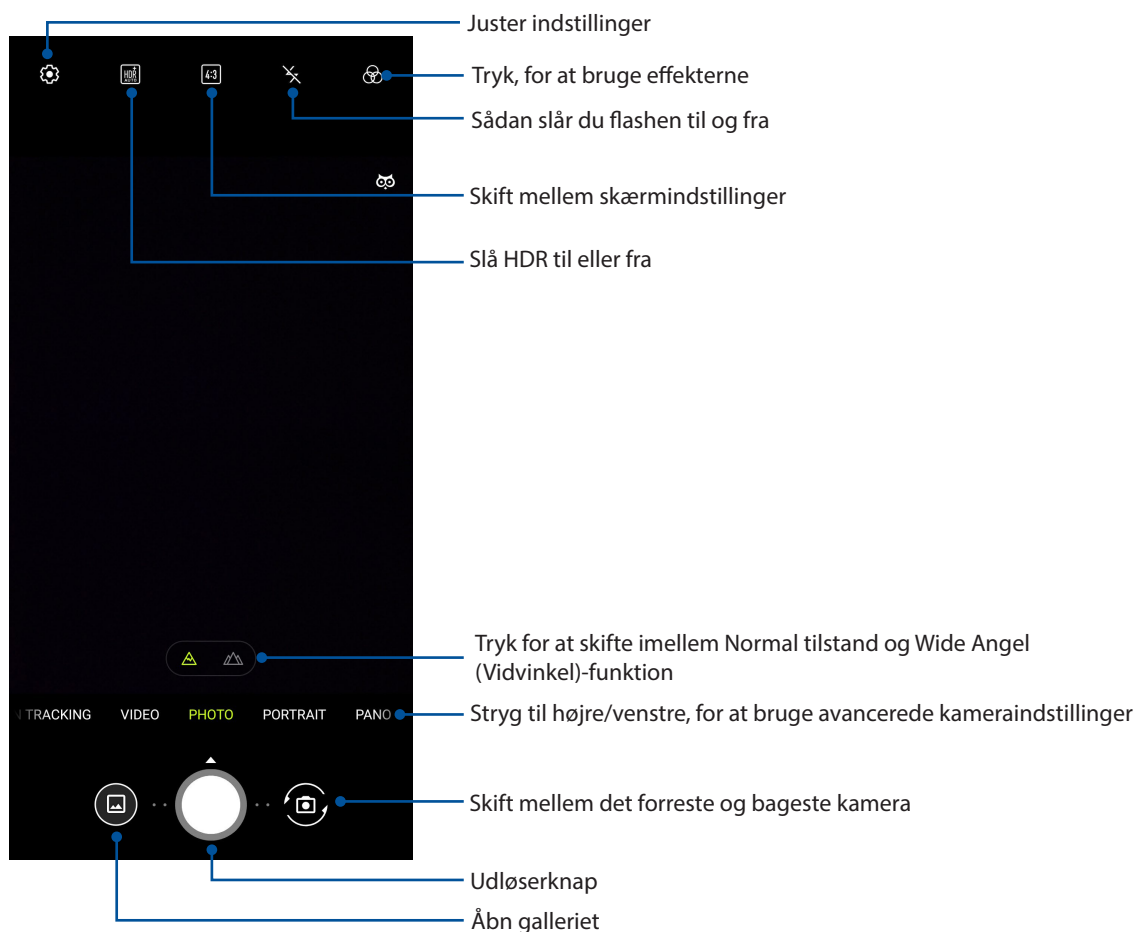 Juster indstillinger
HDR
AUTO
4:3
Tryk, for at bruge effekterne
Sådan slår du flashen til og fra
Skift mellem skærmindstillinger
Slå HDR til eller fra
Tryk for at skifte imellem Normal tilstand og Wide Angel
(Vidvinkel)-funktion
N TRACKING VIDEO PHOTO PORTRAIT PANO
Stryg til højre/venstre, for at bruge avancerede kameraindstillinger
Skift mellem det forreste og bageste kamera
Udløserknap
Åbn galleriet